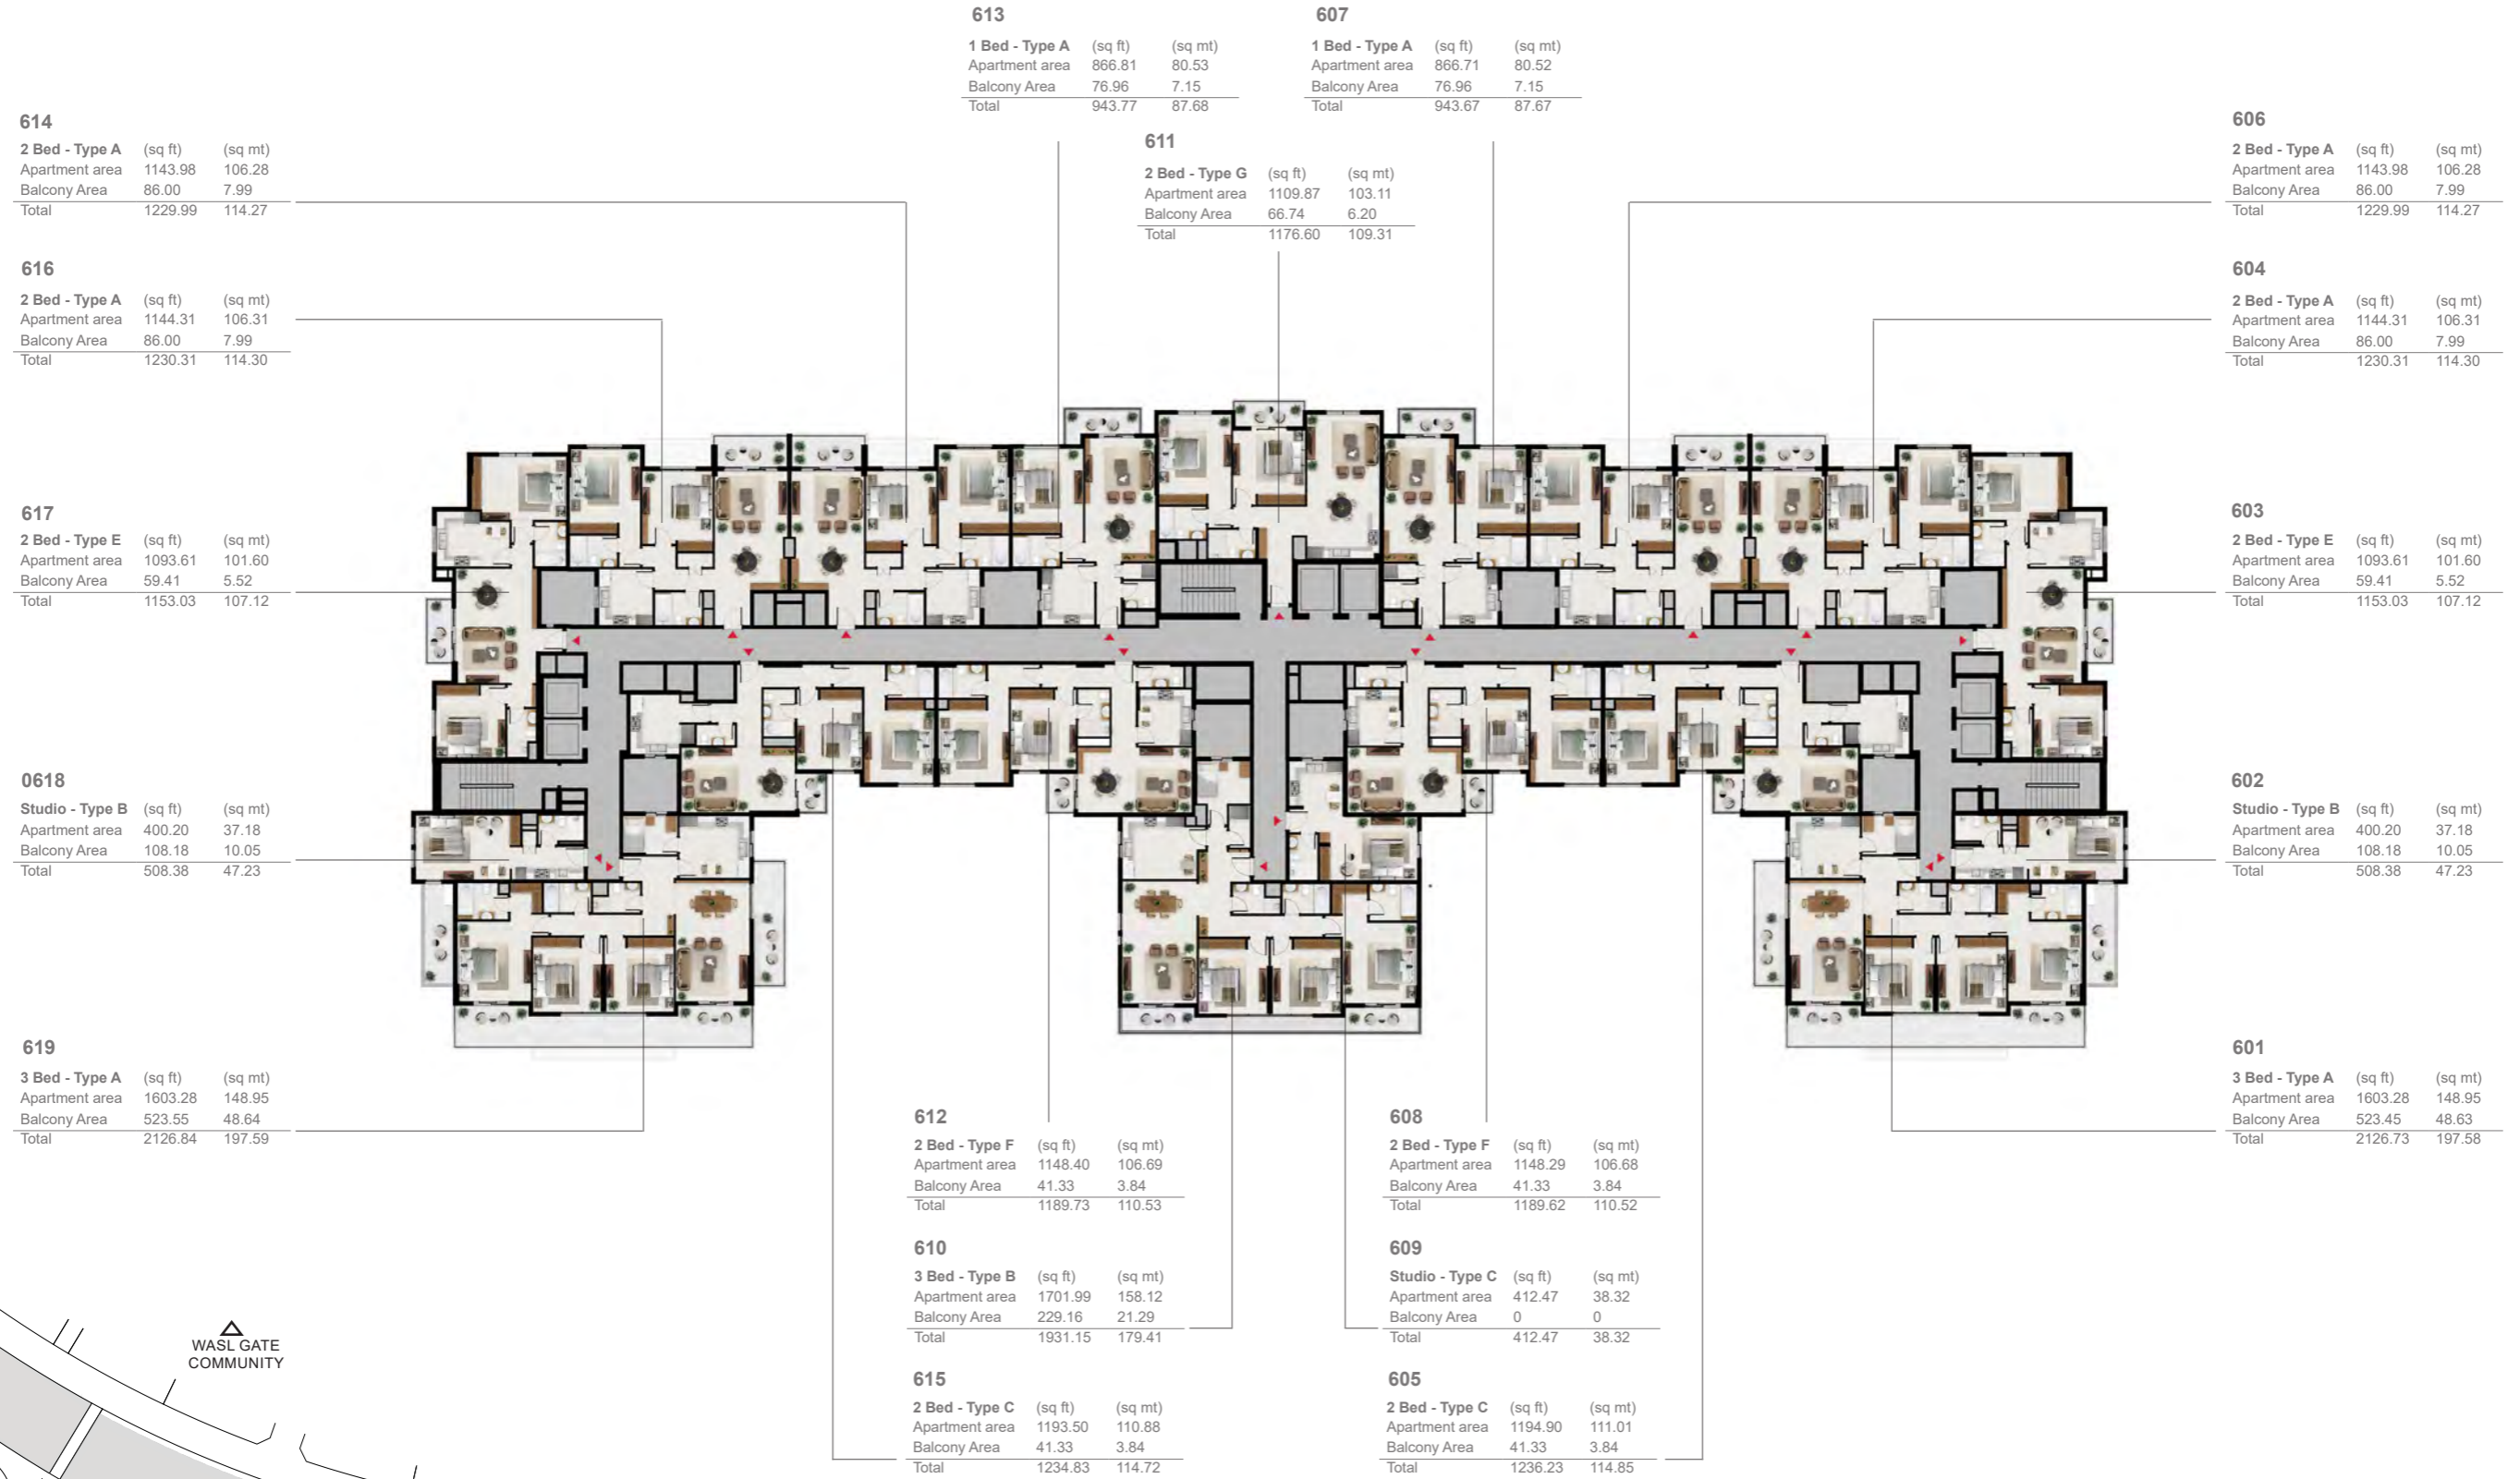 613
1 Bed - Type A (sq ft) (sq mt)
Apartment area 866.81 80.53
Balcony Area 76.96 7.15
Total 943.77 87.68
607
1 Bed - Type A (sq ft) (sq mt)
Apartment area 866.71 80.52
Balcony Area 76.96 7.15
Total 943.67 87.67
614
2 Bed - Type A (sq ft) (sq mt)
Apartment area 1143.98 106.28
Balcony Area 86.00 7.99
Total 1229.99 114.27
611
2 Bed - Type G (sq ft) (sq mt)
Apartment area 1109.87 103.11
Balcony Area 66.74 6.20
Total 1176.60 109.31
606
2 Bed - Type A (sq ft) (sq mt)
Apartment area 1143.98 106.28
Balcony Area 86.00 7.99
Total 1229.99 114.27
616
2 Bed - Type A (sq ft) (sq mt)
Apartment area 1144.31 106.31
Balcony Area 86.00 7.99
Total 1230.31 114.30
604
2 Bed - Type A (sq ft) (sq mt)
Apartment area 1144.31 106.31
Balcony Area 86.00 7.99
Total 1230.31 114.30
617
2 Bed - Type E (sq ft) (sq mt)
Apartment area 1093.61 101.60
Balcony Area 59.41 5.52
Total 1153.03 107.12
603
2 Bed - Type E (sq ft) (sq mt)
Apartment area 1093.61 101.60
Balcony Area 59.41 5.52
Total 1153.03 107.12
0618
Studio - Type B (sq ft) (sq mt)
Apartment area 400.20 37.18
Balcony Area 108.18 10.05
Total 508.38 47.23
602
Studio - Type B (sq ft) (sq mt)
Apartment area 400.20 37.18
Balcony Area 108.18 10.05
Total 508.38 47.23
619
3 Bed - Type A (sq ft) (sq mt)
Apartment area 1603.28 148.95
Balcony Area 523.55 48.64
Total 2126.84 197.59
601
3 Bed - Type A (sq ft) (sq mt)
Apartment area 1603.28 148.95
Balcony Area 523.45 48.63
Total 2126.73 197.58
612
2 Bed - Type F (sq ft) (sq mt)
Apartment area 1148.40 106.69
Balcony Area 41.33 3.84
Total 1189.73 110.53
608
2 Bed - Type F (sq ft) (sq mt)
Apartment area 1148.29 106.68
Balcony Area 41.33 3.84
Total 1189.62 110.52
610
3 Bed - Type B (sq ft) (sq mt)
Apartment area 1701.99 158.12
Balcony Area 229.16 21.29
Total 1931.15 179.41
609
Studio - Type C (sq ft) (sq mt)
Apartment area 412.47 38.32
Balcony Area 0 0
Total 412.47 38.32
615
2 Bed - Type C (sq ft) (sq mt)
Apartment area 1193.50 110.88
Balcony Area 41.33 3.84
Total 1234.83 114.72
605
2 Bed - Type C (sq ft) (sq mt)
Apartment area 1194.90 111.01
Balcony Area 41.33 3.84
Total 1236.23 114.85
WASL GATE
COMMUNITY